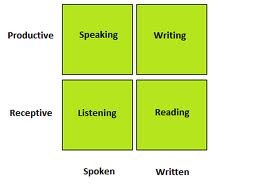 Productive Speaking Writing
Receptive Listening Reading
Spoken Written